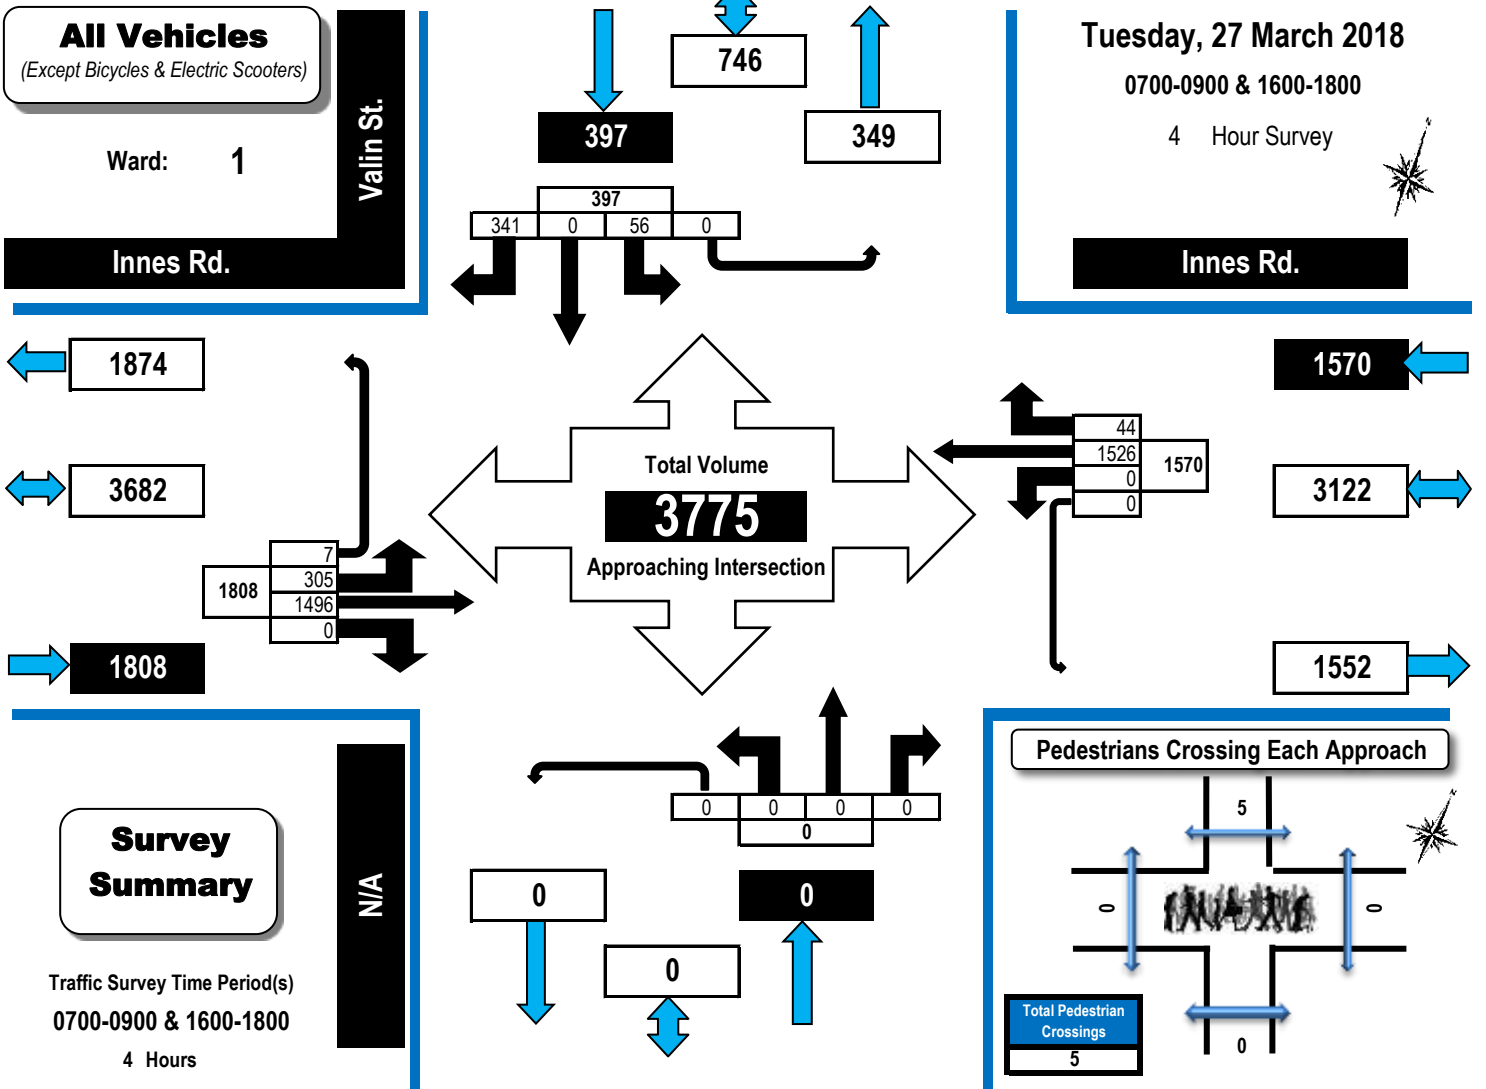 All Vehicles
(Except Bicycles & Electric Scooters)
Ward: 1
Valin St.
Innes Rd.
397
746
349
397
341 0 56 0
Tuesday, 27 March 2018
0700-0900 & 1600-1800
4 Hour Survey
N
Innes Rd.
1874
3682
7
305
1496
0
1808
1808
Total Volume
3775
Approaching Intersection
44
1526
0
0
1570
1570
3122
1552
Survey
Summary
N/A
Traffic Survey Time Period(s)
0700-0900 & 1600-1800
4 Hours
0 0 0 0
0
0
0
0
Pedestrians Crossing Each Approach
5
N
0
0
0
Total Pedestrian
Crossings
5